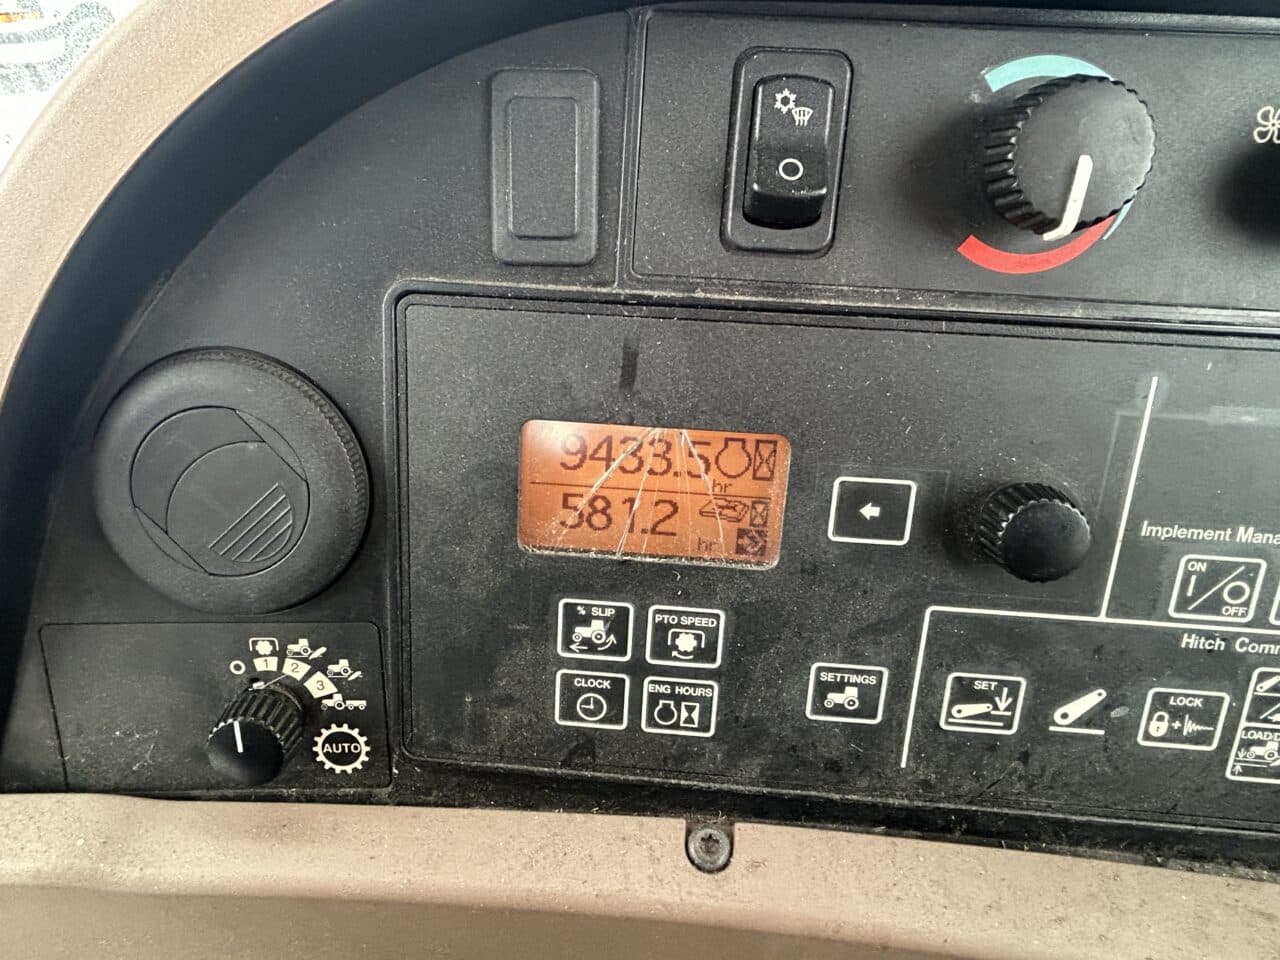 9433.5
hr
581.2
hr
% SLIP
PTO SPEED
CLOCK
ENG HOURS
SETTINGS
Implement Mana
ON
I/O
OFF
Hitch Comm
SET
LOCK
+
LOAD/D
1
2
3
AUTO